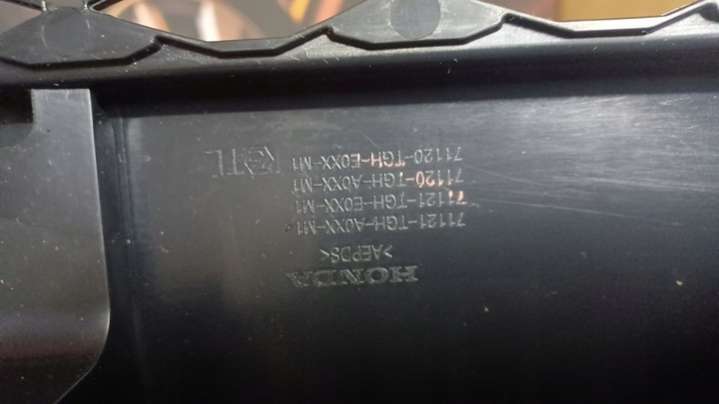 HONDA
>AEPDS<
71121-TGH-A0XX-M1
71121-TGH-E0XX-M1
71120-TGH-A0XX-M1
71120-TGH-E0XX-M1